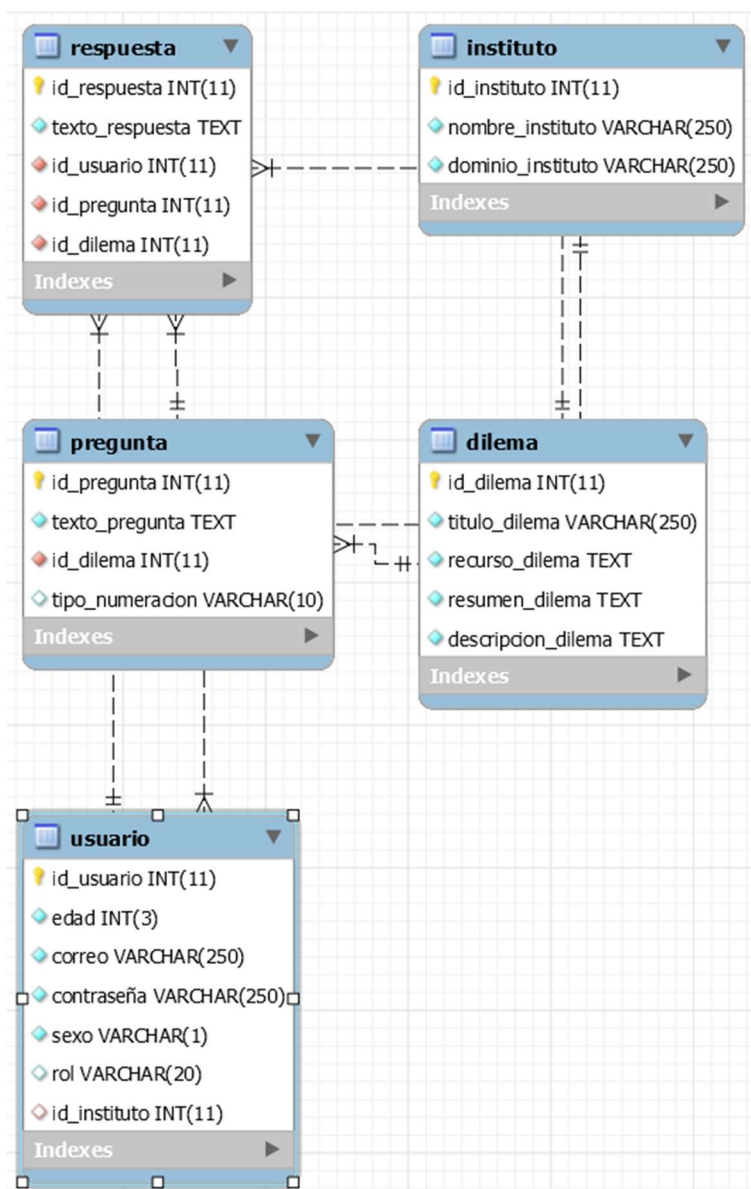 respuesta
id_respuesta INT(11)
texto_respuesta TEXT
id_usuario INT(11)
id_pregunta INT(11)
id_dilema INT(11)
Indexes
instituto
id_instituto INT(11)
nombre_instituto VARCHAR(250)
dominio_instituto VARCHAR(250)
Indexes
pregunta
id_pregunta INT(11)
texto_pregunta TEXT
id_dilema INT(11)
tipo_numeracion VARCHAR(10)
Indexes
dilema
id_dilema INT(11)
titulo_dilema VARCHAR(250)
recurso_dilema TEXT
resumen_dilema TEXT
descripcion_dilema TEXT
Indexes
usuario
id_usuario INT(11)
edad INT(3)
correo VARCHAR(250)
contraseña VARCHAR(250)
sexo VARCHAR(1)
rol VARCHAR(20)
id_instituto INT(11)
Indexes